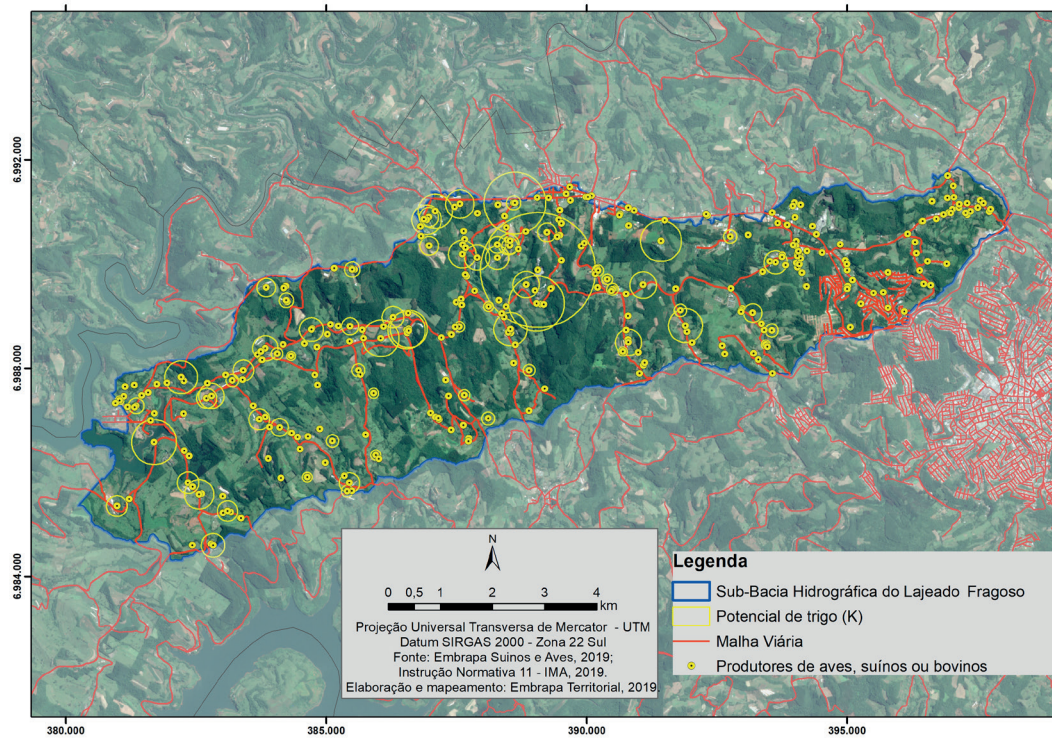 6.992.000
6.988.000
6.984.000
N
0 0,5 1 2 3 4
km
Projeção Universal Transversa de Mercator - UTM
Datum SIRGAS 2000 - Zona 22 Sul
Fonte: Embrapa Suinos e Aves, 2019;
Instrução Normativa 11 - IMA, 2019.
Elaboração e mapeamento: Embrapa Territorial, 2019.
Legenda
Sub-Bacia Hidrográfica do Lajeado Fragoso
Potencial de trigo (K)
Malha Viária
Produtores de aves, suínos ou bovinos
380.000
385.000
390.000
395.000